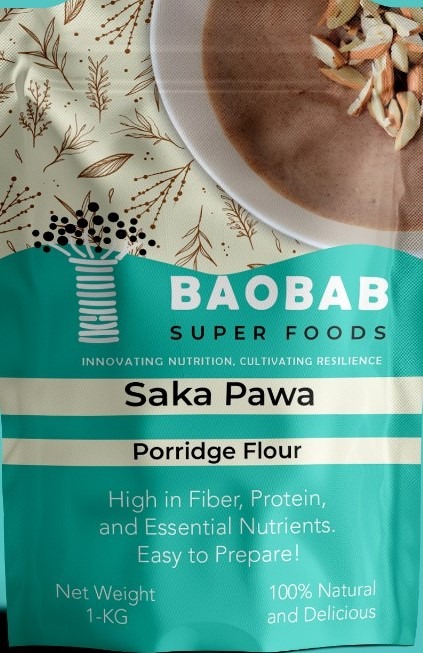 BAOBAB
SUPER FOODS
INNOVATING NUTRITION, CULTIVATING RESILIENCE
Saka Pawa
Porridge Flour
High in Fiber, Protein,
and Essential Nutrients.
Easy to Prepare!
Net Weight
1-KG
100% Natural
and Delicious